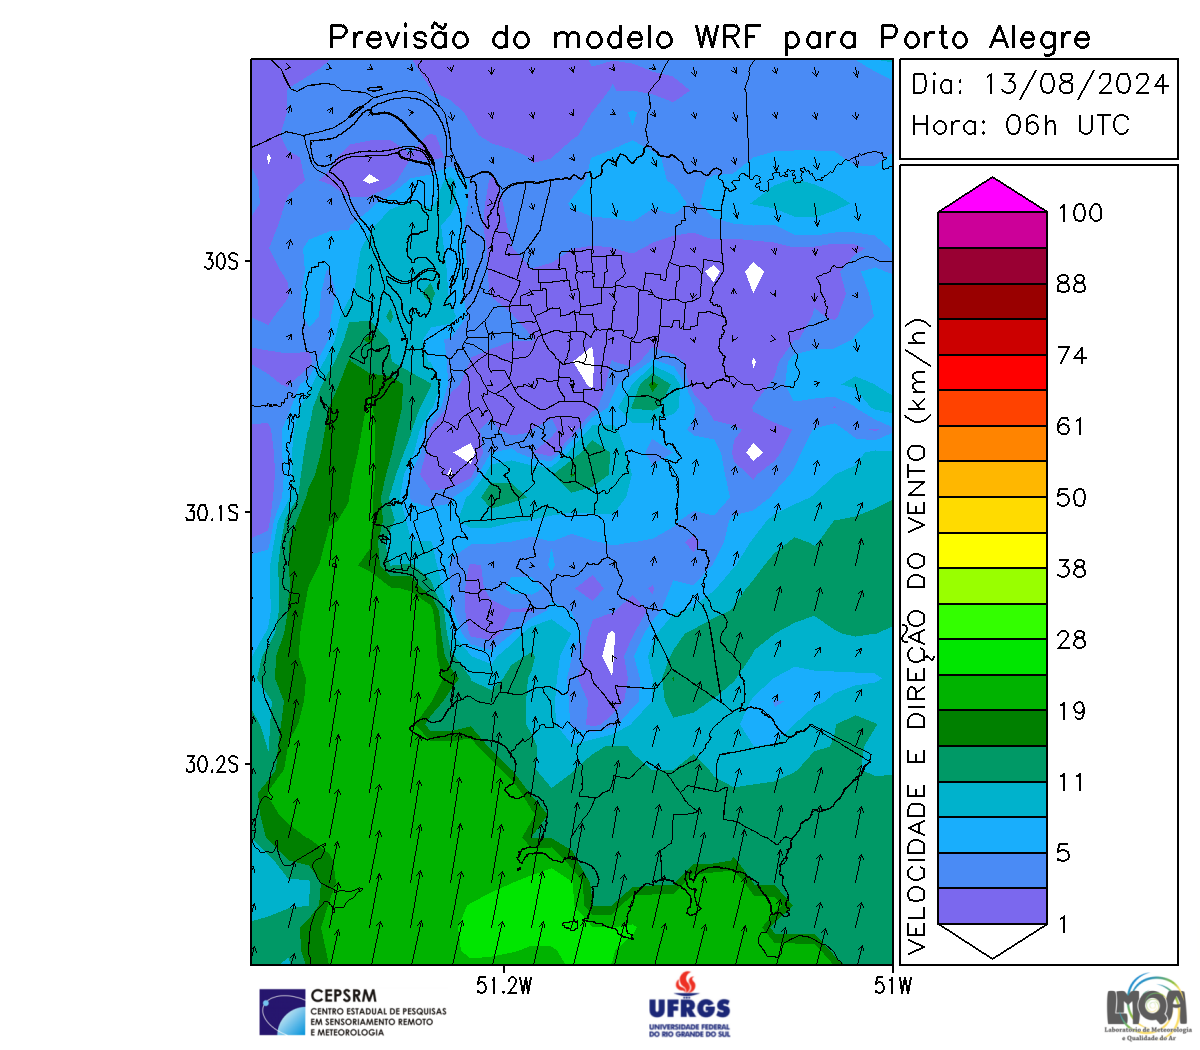 Previsão do modelo WRF para Porto Alegre
Dia: 13/08/2024
Hora: 06h UTC
30S
30.1S
30.2S
51.2W
51W
VELOCIDADE E DIREÇÃO DO VENTO (km/h)
100
88
74
61
50
38
28
19
11
5
1
CEPSRM
CENTRO ESTADUAL DE PESQUISAS
EM SENSORIAMENTO REMOTO
E METEOROLOGIA
UFRGS
UNIVERSIDADE FEDERAL
DO RIO GRANDE DO SUL
LMQA
Laboratório de Meteorologia
e Qualidade do Ar